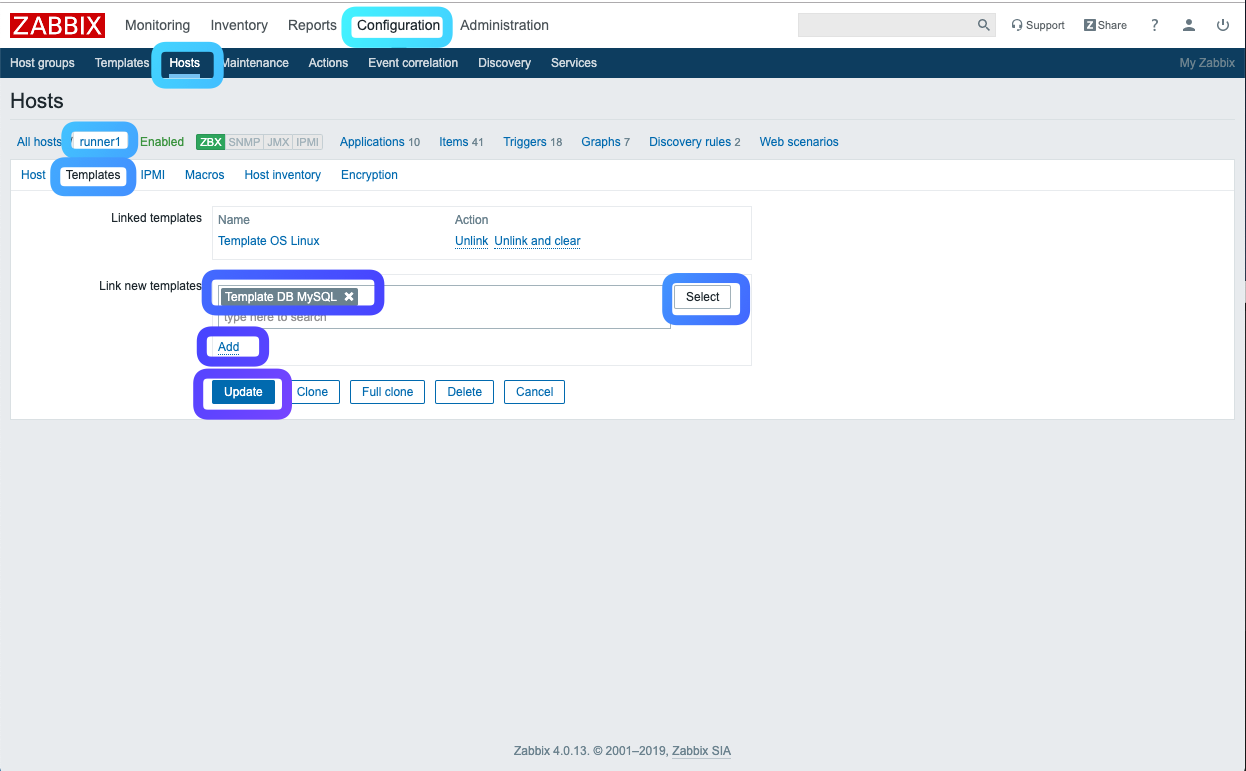 ZABBIX Monitoring Inventory Reports Configuration Administration Support Z Share ?
Host groups Templates Hosts Maintenance Actions Event correlation Discovery Services My Zabbix
Hosts
All hosts / runner1 Enabled ZBX SNMP JMX IPMI Applications 10 Items 41 Triggers 18 Graphs 7 Discovery rules 2 Web scenarios
Host Templates IPMI Macros Host inventory Encryption
Linked templates Name Action
Template OS Linux Unlink Unlink and clear
Link new templates Template DB MySQL Select
type here to search
Add
Update Clone Full clone Delete Cancel
Zabbix 4.0.13. © 2001–2019, Zabbix SIA